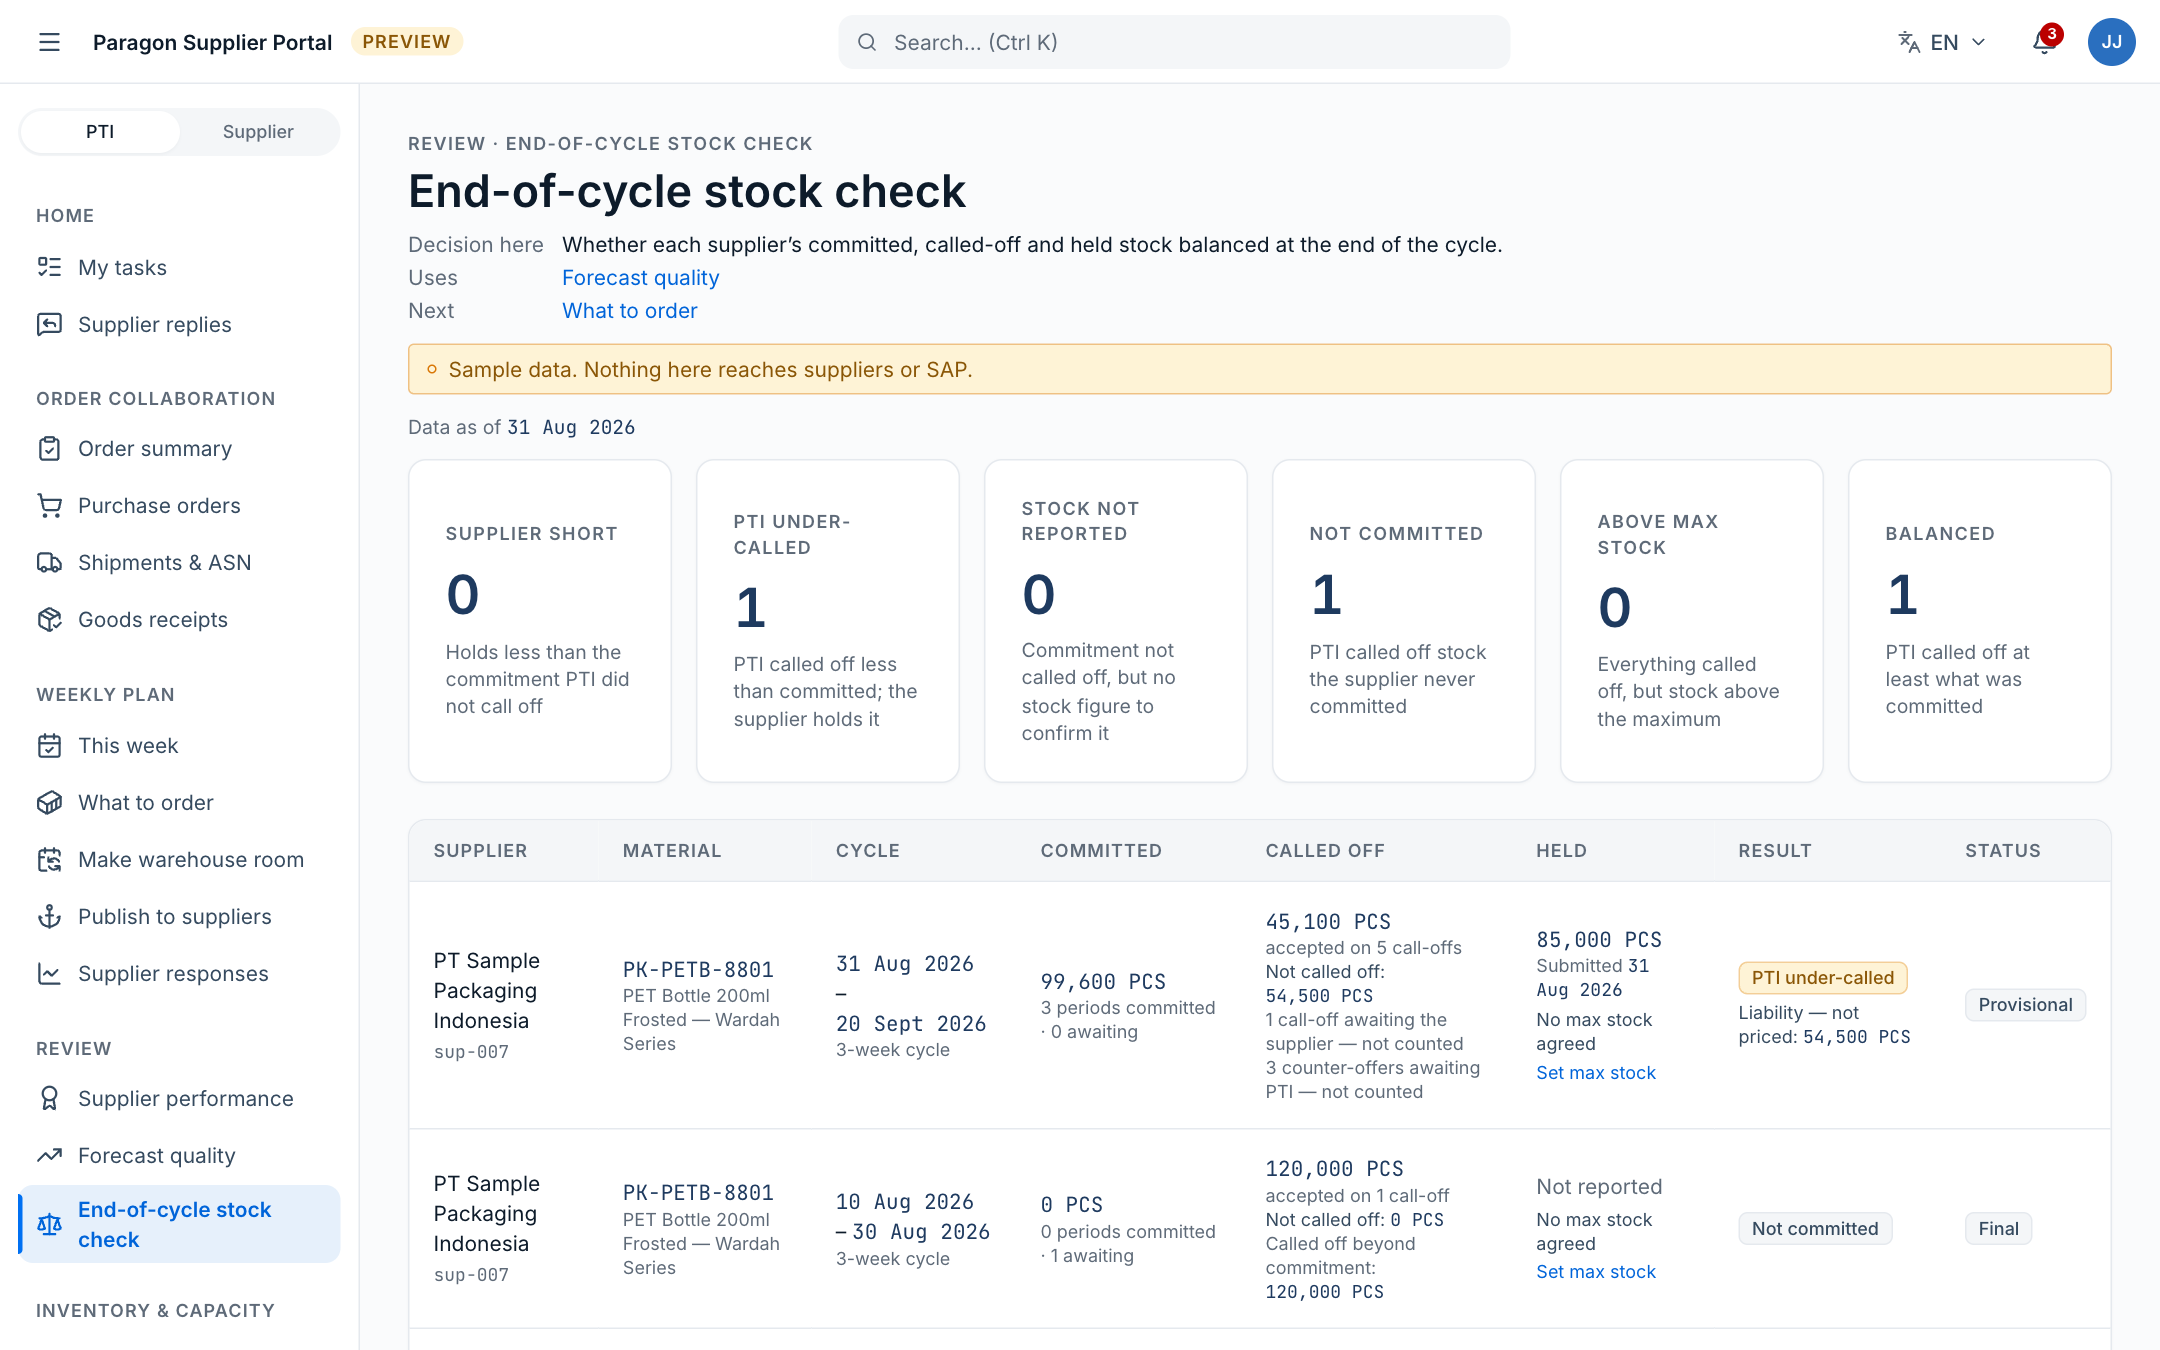 Paragon Supplier Portal
PREVIEW
Search... (Ctrl K)
EN
3
JJ
PTI
Supplier
HOME
My tasks
Supplier replies
ORDER COLLABORATION
Order summary
Purchase orders
Shipments & ASN
Goods receipts
WEEKLY PLAN
This week
What to order
Make warehouse room
Publish to suppliers
Supplier responses
REVIEW
Supplier performance
Forecast quality
End-of-cycle stock
check
INVENTORY & CAPACITY
REVIEW · END-OF-CYCLE STOCK CHECK
End-of-cycle stock check
Decision here Whether each supplier’s committed, called-off and held stock balanced at the end of the cycle.
Uses Forecast quality
Next What to order
Sample data. Nothing here reaches suppliers or SAP.
Data as of 31 Aug 2026
SUPPLIER SHORT
0
Holds less than the
commitment PTI did
not call off
PTI UNDER-
CALLED
1
PTI called off less
than committed; the
supplier holds it
STOCK NOT
REPORTED
0
Commitment not
called off, but no
stock figure to
confirm it
NOT COMMITTED
1
PTI called off stock
the supplier never
committed
ABOVE MAX
STOCK
0
Everything called
off, but stock above
the maximum
BALANCED
1
PTI called off at
least what was
committed
SUPPLIER MATERIAL CYCLE COMMITTED CALLED OFF HELD RESULT STATUS
PT Sample
Packaging
Indonesia
sup-007
PK-PETB-8801
PET Bottle 200ml
Frosted — Wardah
Series
31 Aug 2026
–
20 Sept 2026
3-week cycle
99,600 PCS
3 periods committed
· 0 awaiting
45,100 PCS
accepted on 5 call-offs
Not called off:
54,500 PCS
1 call-off awaiting the
supplier — not counted
3 counter-offers awaiting
PTI — not counted
85,000 PCS
Submitted 31
Aug 2026
No max stock
agreed
Set max stock
PTI under-called
Liability — not
priced: 54,500 PCS
Provisional
PT Sample
Packaging
Indonesia
sup-007
PK-PETB-8801
PET Bottle 200ml
Frosted — Wardah
Series
10 Aug 2026
– 30 Aug 2026
3-week cycle
0 PCS
0 periods committed
· 1 awaiting
120,000 PCS
accepted on 1 call-off
Not called off: 0 PCS
Called off beyond
commitment:
120,000 PCS
Not reported
No max stock
agreed
Set max stock
Not committed
Final